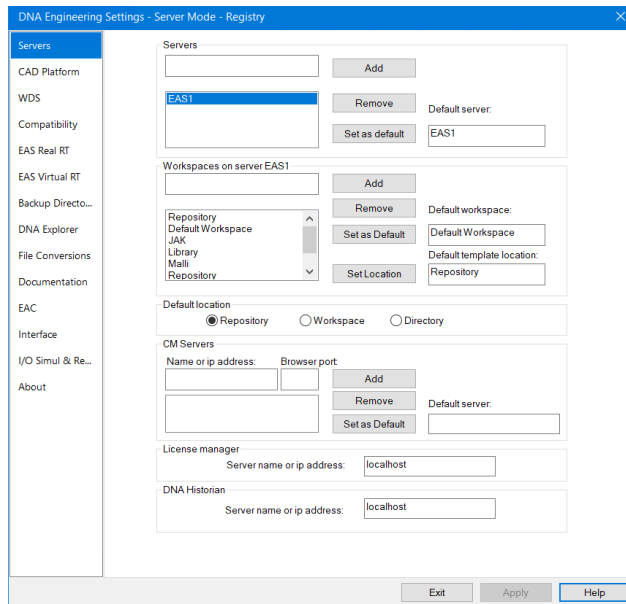 DNA Engineering Settings - Server Mode - Registry
Servers
CAD Platform
WDS
Compatibility
EAS Real RT
EAS Virtual RT
Backup Directo...
DNA Explorer
File Conversions
Documentation
EAC
Interface
I/O Simul & Re...
About
Servers
Add
EAS1
Remove
Default server:
Set as default
EAS1
Workspaces on server EAS1
Add
Remove
Default workspace:
Repository
Default Workspace
JAK
Library
Malli
Repository
Set as Default
Default Workspace
Default template location:
Set Location
Repository
Default location
Repository Workspace Directory
CM Servers
Name or ip address: Browser port:
Add
Remove
Default server:
Set as Default
License manager
Server name or ip address: localhost
DNA Historian
Server name or ip address: localhost
Exit Apply Help